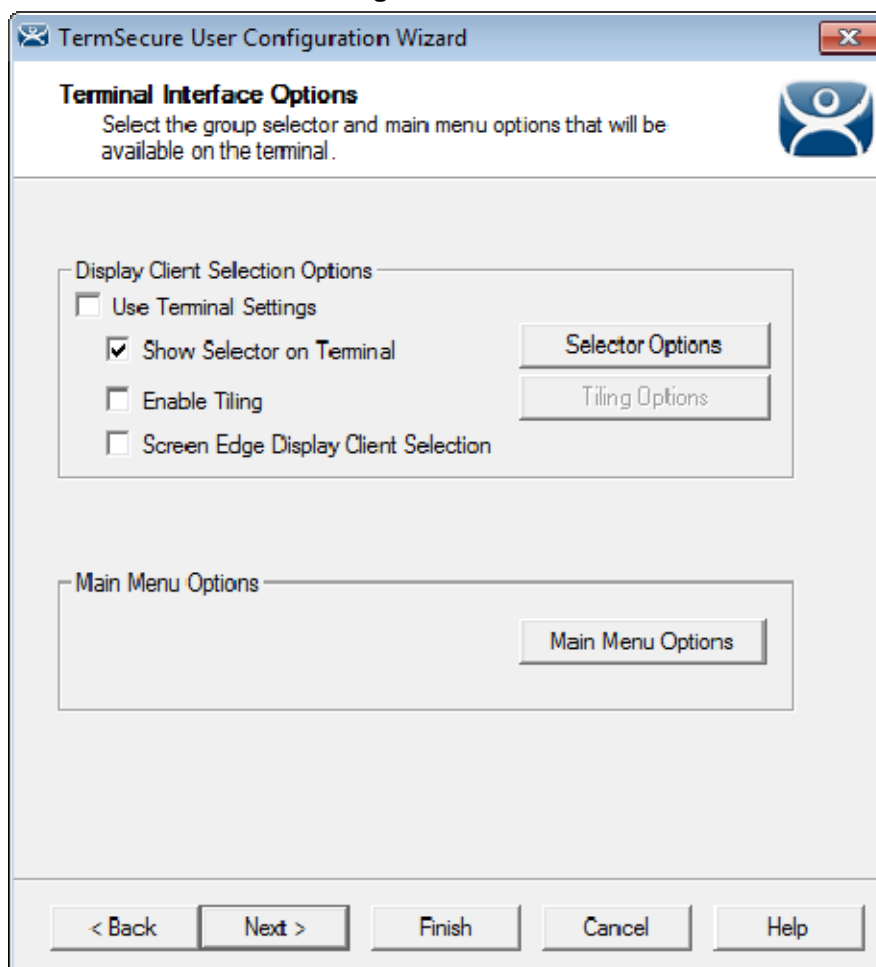 TermSecure User Configuration Wizard
Terminal Interface Options
Select the group selector and main menu options that will be
available on the terminal.
Display Client Selection Options
Use Terminal Settings
Show Selector on Terminal
Selector Options
Enable Tiling
Tiling Options
Screen Edge Display Client Selection
Main Menu Options
Main Menu Options
< Back
Next >
Finish
Cancel
Help